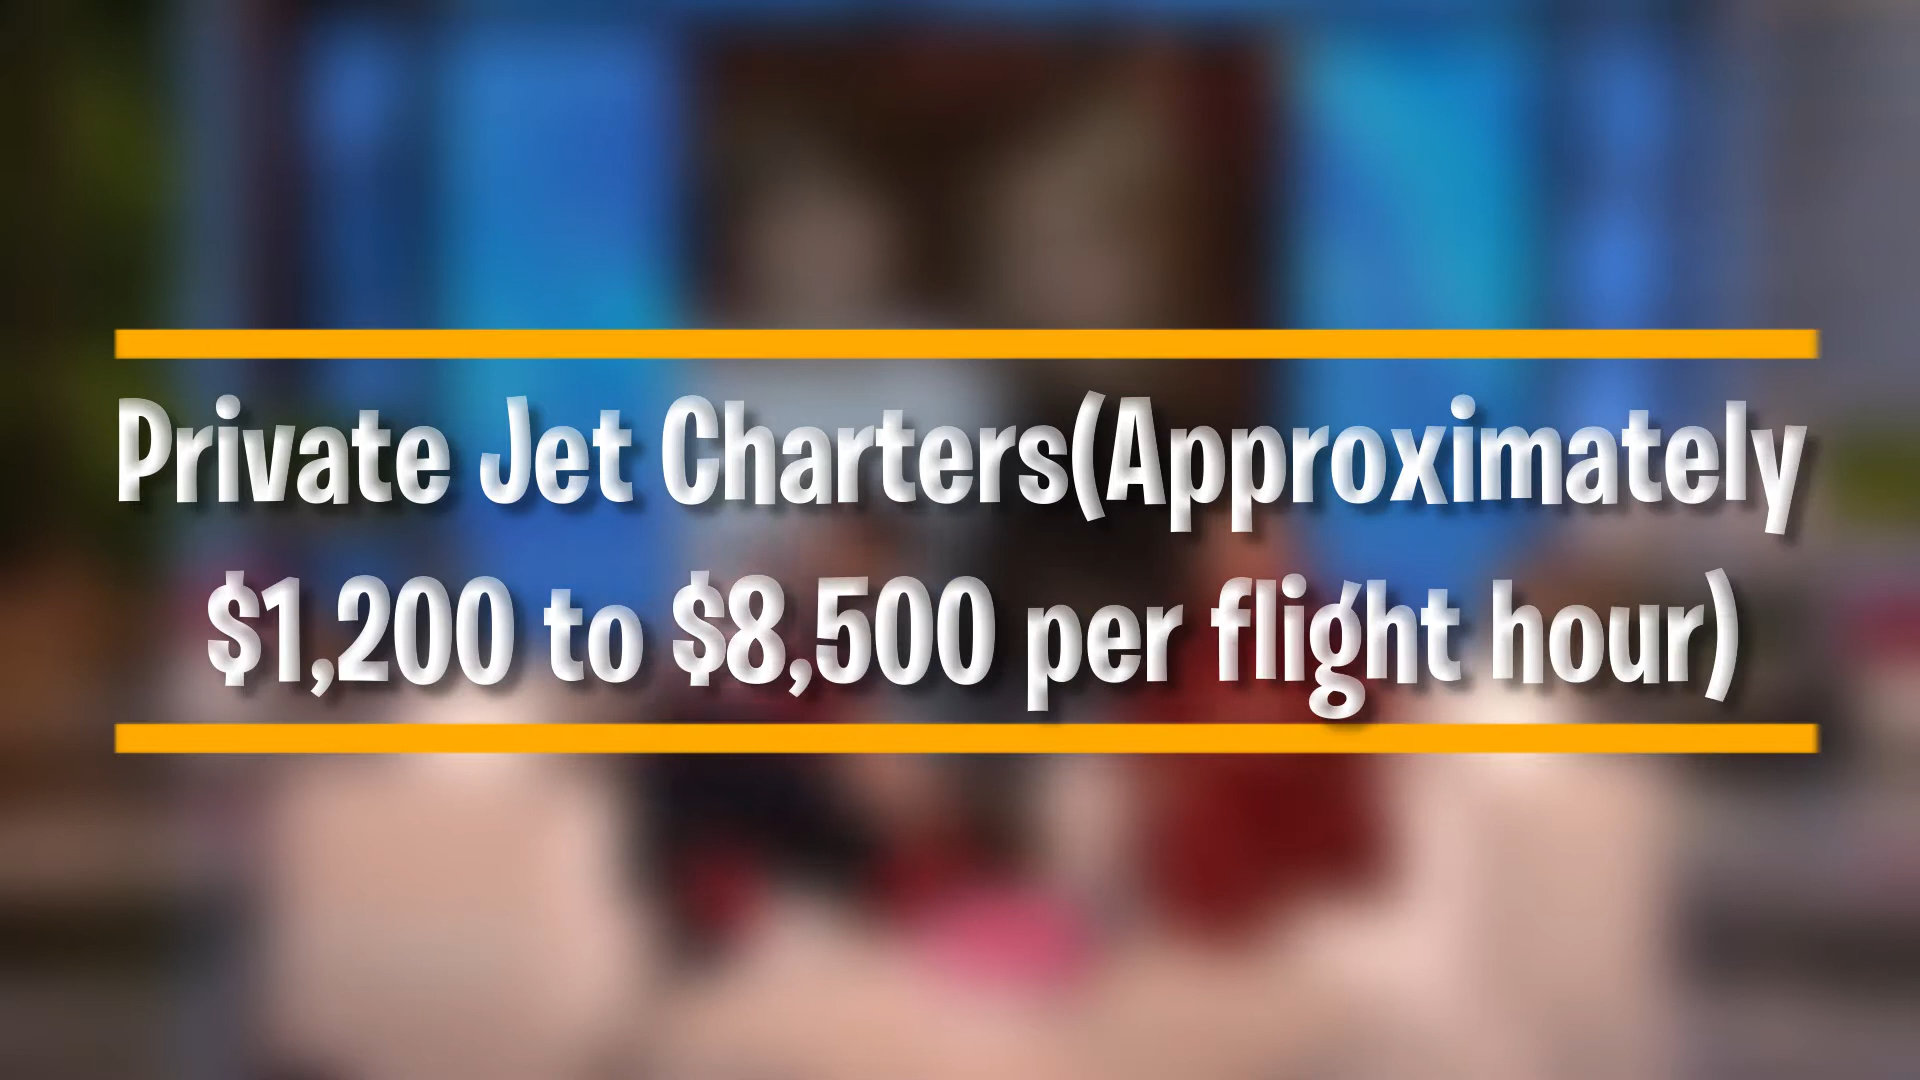 Private Jet Charters(Approximately
$1,200 to $8,500 per flight hour)